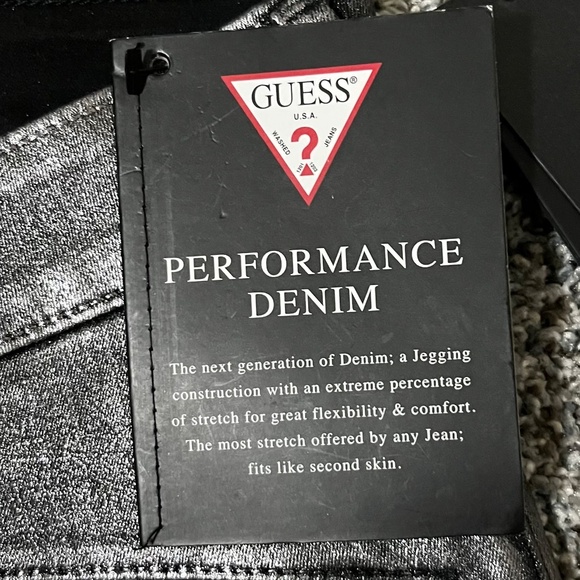 GUESS®
U.S.A.
WASHED JEANS
?
PERFORMANCE
DENIM
The next generation of Denim; a Jegging
construction with an extreme percentage
of stretch for great flexibility & comfort.
The most stretch offered by any Jean;
fits like second skin.